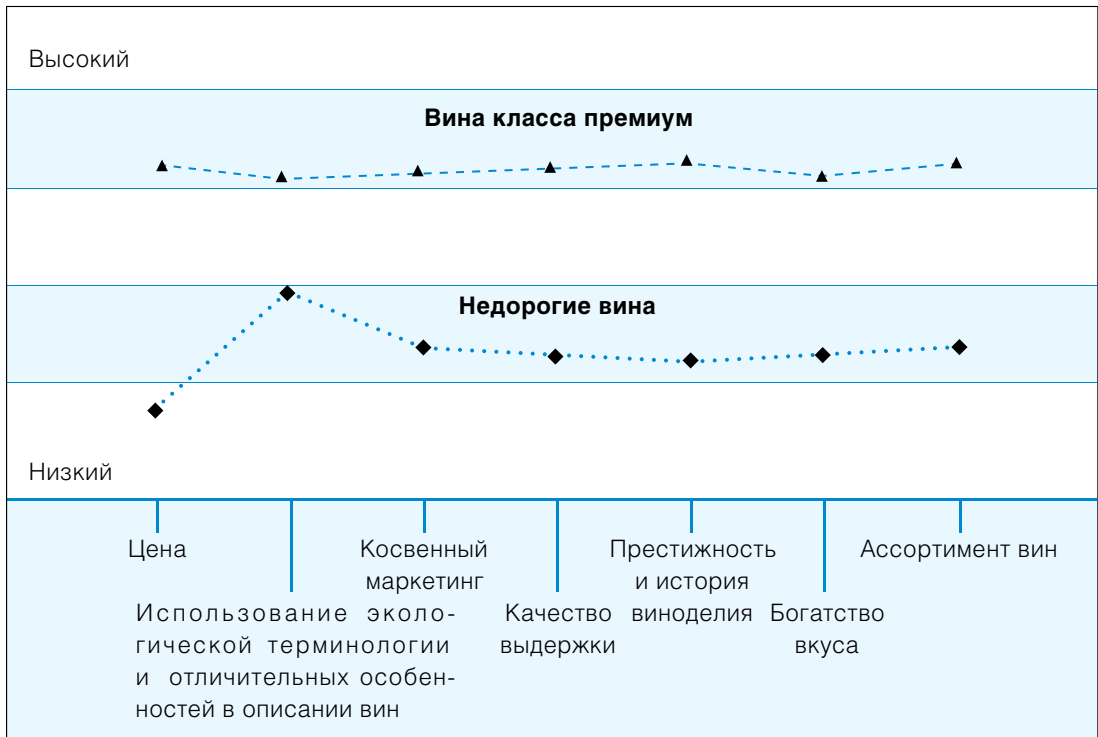 Высокий
Вина класса премиум
Недорогие вина
Низкий
Цена
Использование эколо-
гической терминологии
и отличительных особен-
ностей в описании вин
Косвенный
маркетинг
Качество
выдержки
Престижность
и история
виноделия
Богатство
вкуса
Ассортимент вин